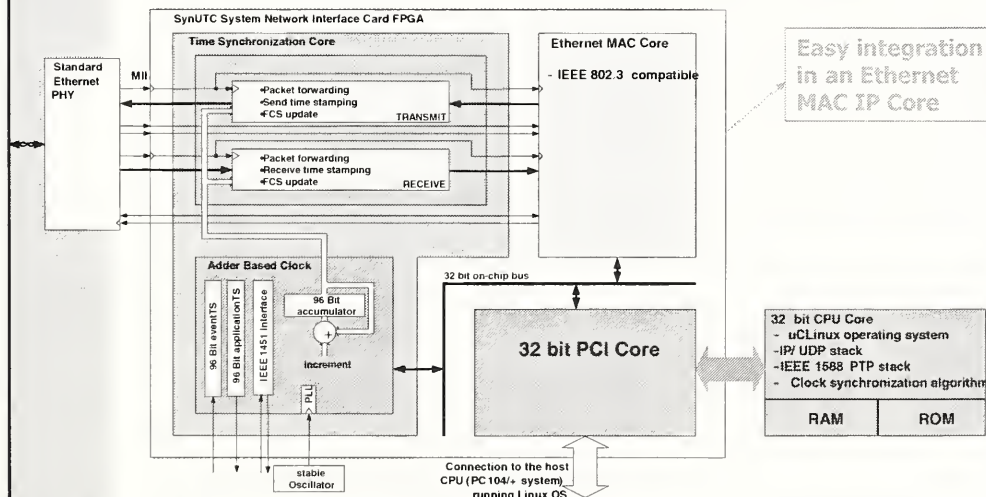 SynUTC System Network Interface Card FPGA
Time Synchronization Core
Ethernet MAC Core
- IEEE 802.3 compatible
Easy integration
in an Ethernet
MAC IP Core
Standard
Ethernet
PHY
MII
•Packet forwarding
•Send time stamping
•FCS update
TRANSMIT
•Packet forwarding
•Receive time stamping
•FCS update
RECEIVE
Adder Based Clock
96 Bit eventTS
96 Bit applicationTS
IEEE 1451 Interface
96 Bit
accumulator
+
increment
PLL
stable
Oscillator
32 bit on-chip bus
32 bit PCI Core
32 bit CPU Core
- uCLinux operating system
-IP/ UDP stack
-IEEE 1588 PTP stack
- Clock synchronization algorithm
RAM
ROM
Connection to the host
CPU (PC104/+ system)
running Linux OS